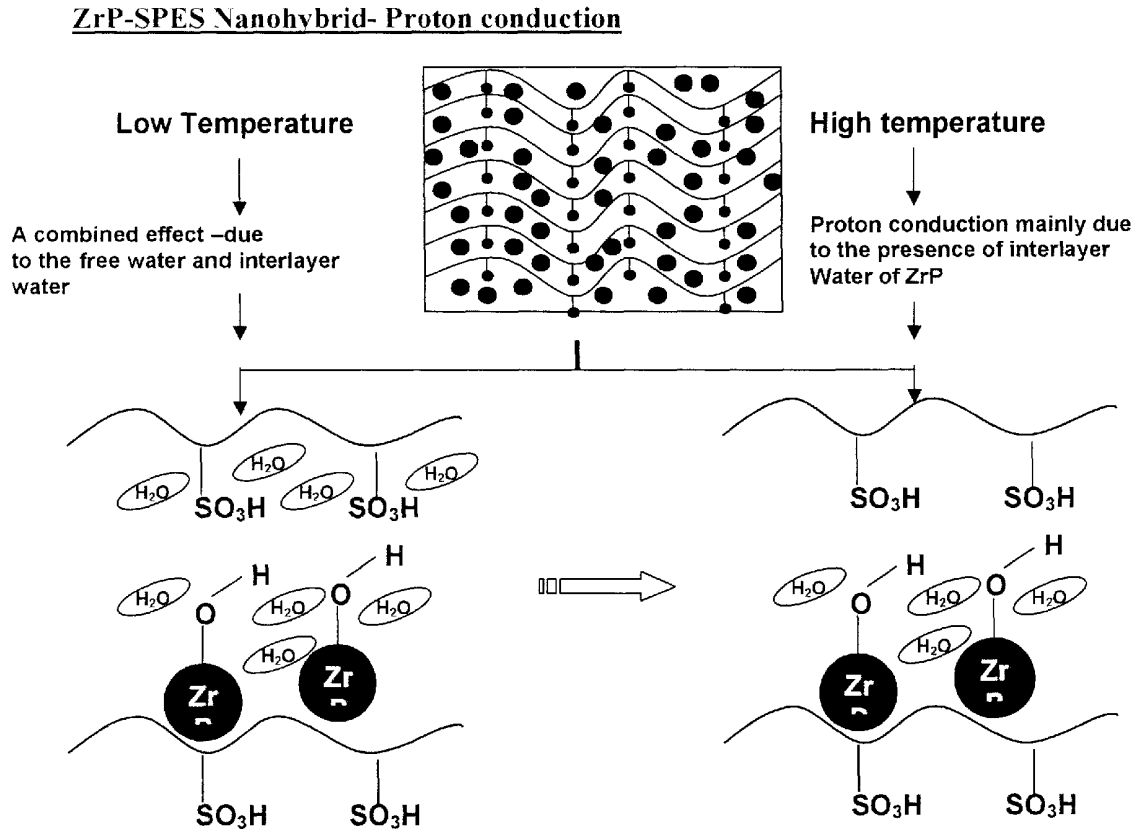 ZrP-SPES Nanohybrid- Proton conduction
Low Temperature
High temperature
A combined effect –due
to the free water and interlayer
water
Proton conduction mainly due
to the presence of interlayer
Water of ZrP
H₂O
H₂O
H₂O
H₂O
SO₃H
SO₃H
SO₃H
SO₃H
H
H
H₂O
O
H₂O
O
H₂O
H₂O
Zr
Zr
H
H
H₂O
O
H₂O
O
H₂O
H₂O
Zr
Zr
SO₃H
SO₃H
SO₃H
SO₃H